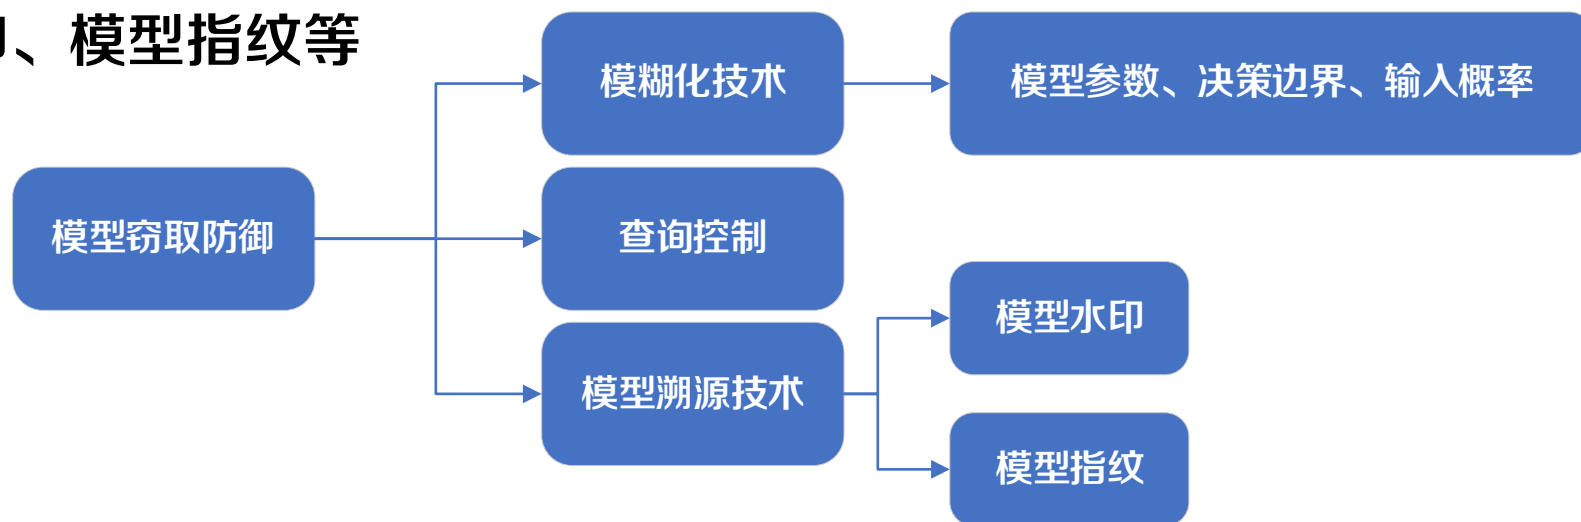 、模型指纹等
模糊化技术
模型参数、决策边界、输入概率
模型窃取防御
查询控制
模型水印
模型溯源技术
模型指纹